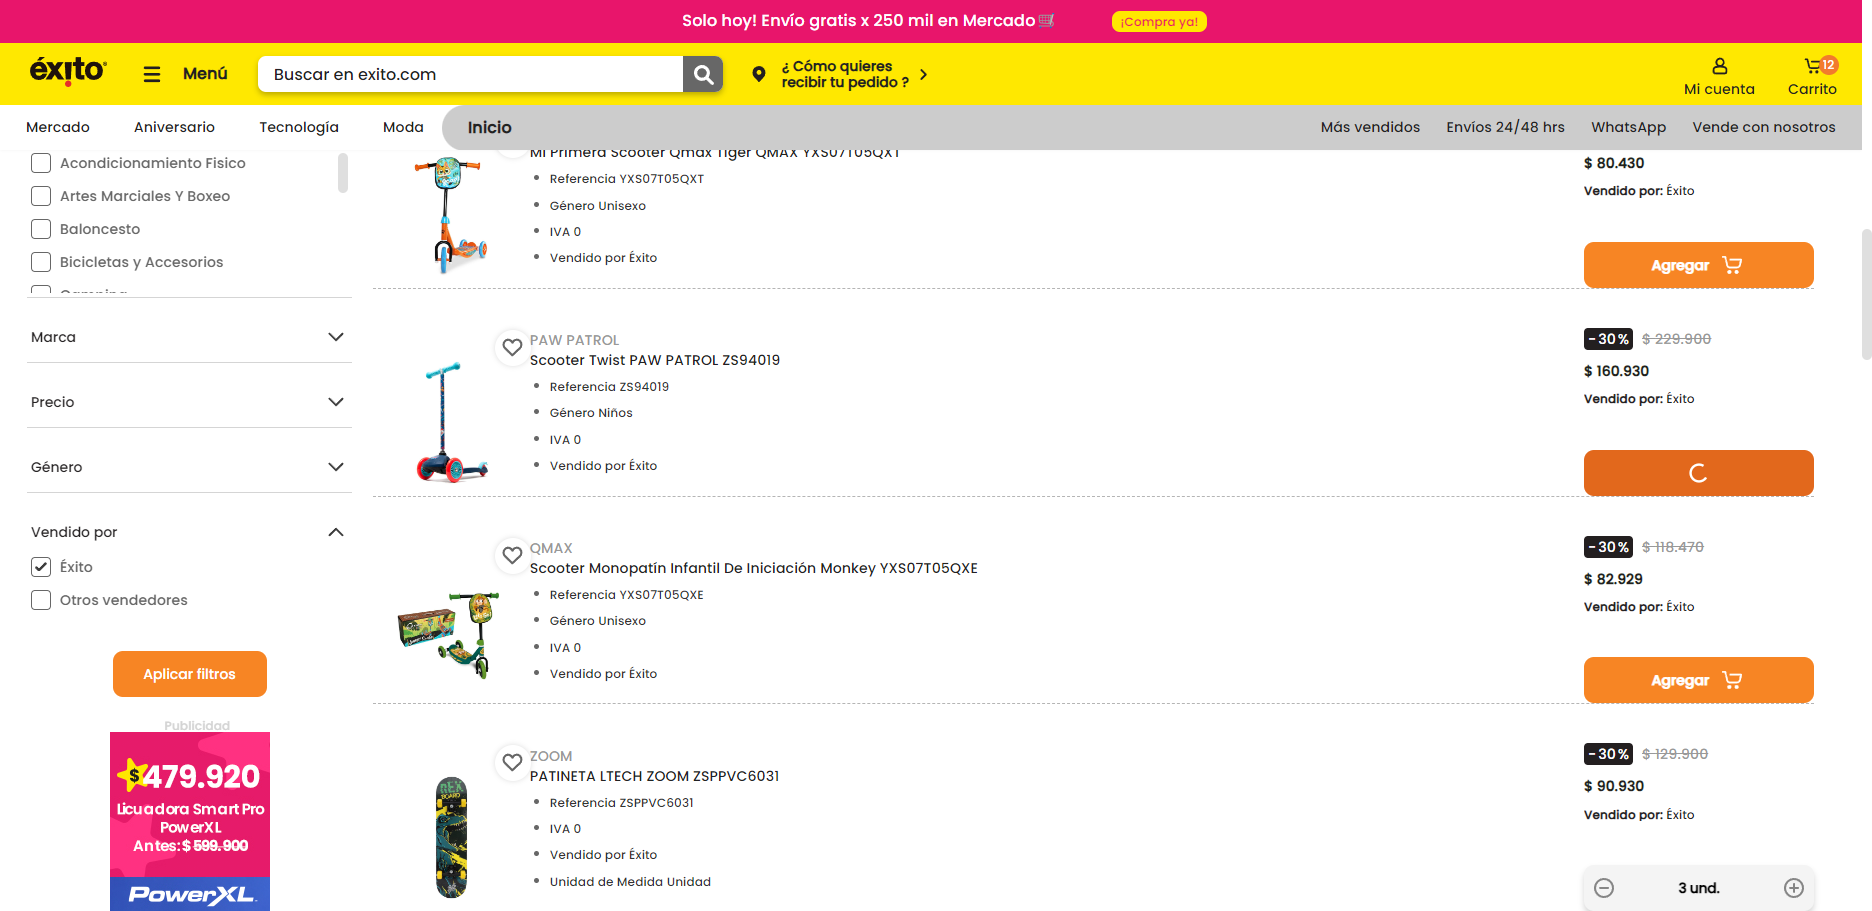 Solo hoy! Envío gratis x 250 mil en Mercado
¡Compra ya!
éxito
Menú
Buscar en exito.com
¿ Cómo quieres
recibir tu pedido ?
Mi cuenta
12
Carrito
Mercado
Aniversario
Tecnología
Moda
Inicio
Más vendidos
Envíos 24/48 hrs
WhatsApp
Vende con nosotros
Acondicionamiento Fisico
Artes Marciales Y Boxeo
Baloncesto
Bicicletas y Accesorios
Camping
Marca
Precio
Género
Vendido por
Éxito
Otros vendedores
Aplicar filtros
Publicidad
$479.920
Licuadora Smart Pro
PowerXL
Antes: $ 599.900
PowerXL
Mi Primera Scooter Qmax Tiger QMAX YXS07T05QXT
Referencia YXS07T05QXT
Género Unisexo
IVA 0
Vendido por Éxito
$ 80.430
Vendido por: Éxito
Agregar
PAW PATROL
Scooter Twist PAW PATROL ZS94019
Referencia ZS94019
Género Niños
IVA 0
Vendido por Éxito
-30% $ 229.900
$ 160.930
Vendido por: Éxito
QMAX
Scooter Monopatín Infantil De Iniciación Monkey YXS07T05QXE
Referencia YXS07T05QXE
Género Unisexo
IVA 0
Vendido por Éxito
-30% $ 118.470
$ 82.929
Vendido por: Éxito
Agregar
ZOOM
PATINETA LTECH ZOOM ZSPPVC6031
Referencia ZSPPVC6031
IVA 0
Vendido por Éxito
Unidad de Medida Unidad
REX
BOARD
-30% $ 129.900
$ 90.930
Vendido por: Éxito
3 und.